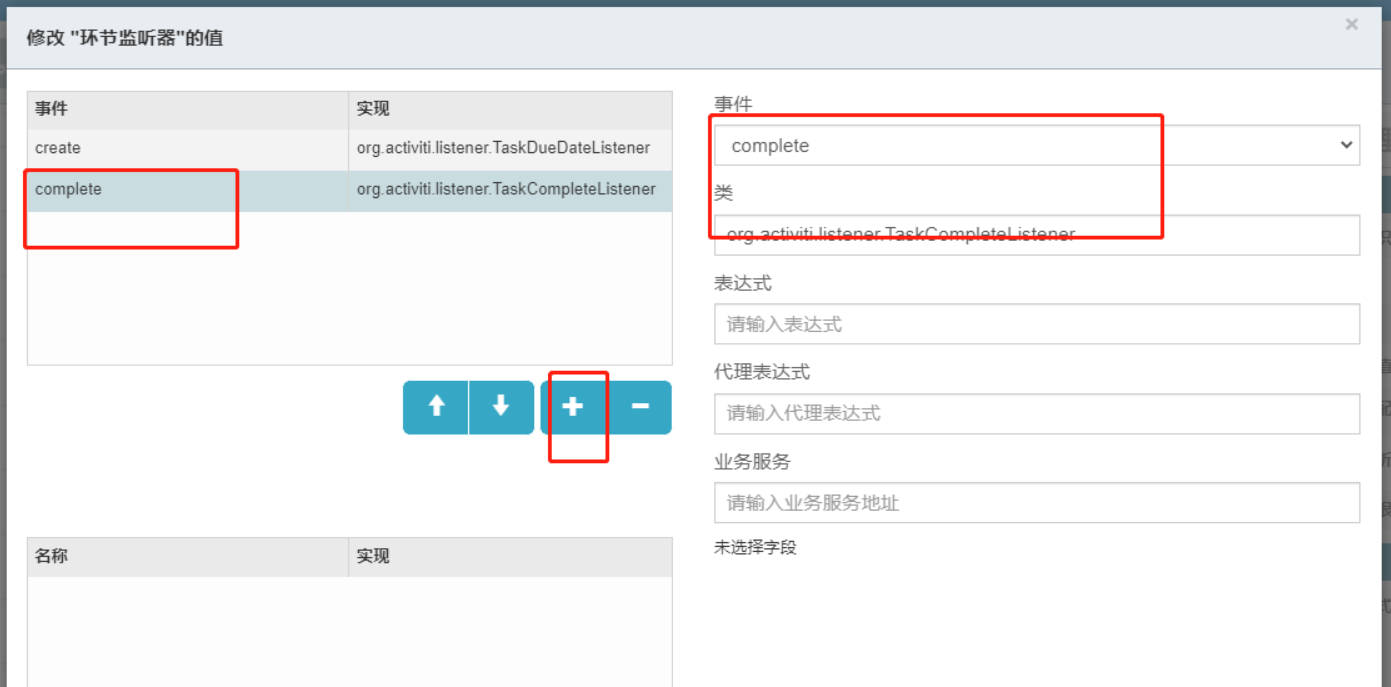 修改 "环节监听器"的值
×
事件 实现
create org.activiti.listener.TaskDueDateListener
complete org.activiti.listener.TaskCompleteListener
名称 实现
事件
complete
类
org.activiti.listener.TaskCompleteListener
表达式
请输入表达式
代理表达式
请输入代理表达式
业务服务
请输入业务服务地址
未选择字段